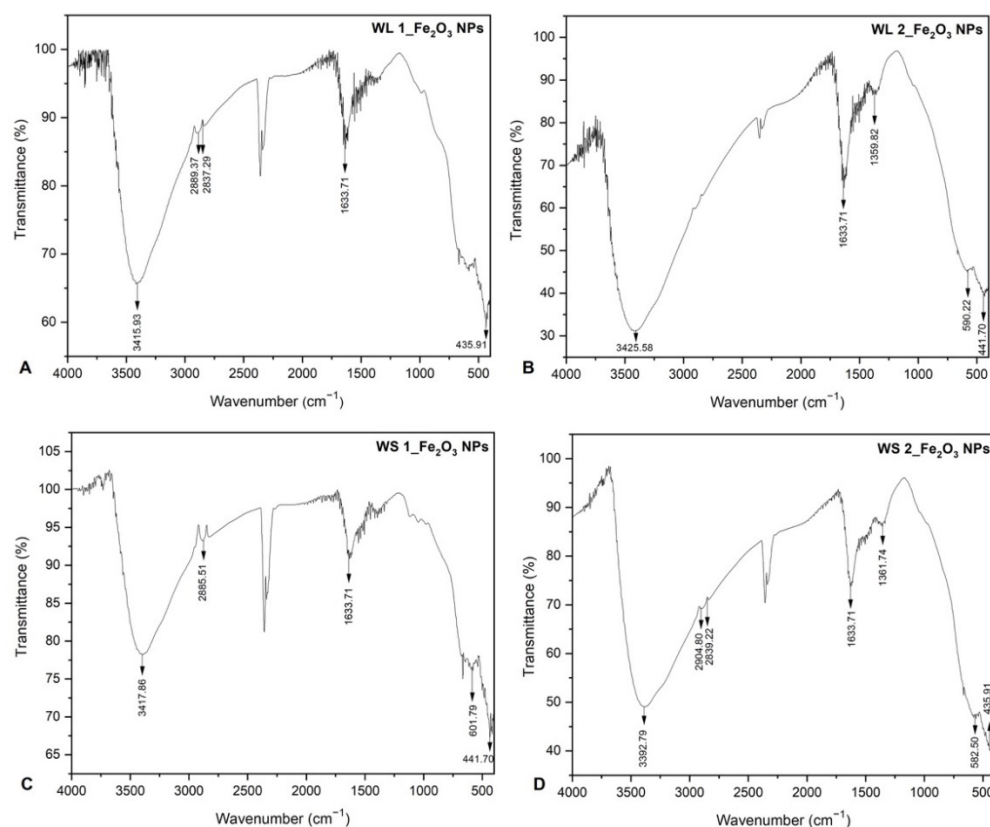 WL 1_Fe₂O₃ NPs
100
90
80
70
60
Transmittance (%)
2889.37
2837.29
1633.71
3415.93
435.91
A
4000 3500 3000 2500 2000 1500 1000 500
Wavenumber (cm⁻¹)
WL 2_Fe₂O₃ NPs
100
90
80
70
60
50
40
30
Transmittance (%)
1359.82
1633.71
590.22
3425.58
441.70
B
4000 3500 3000 2500 2000 1500 1000 500
Wavenumber (cm⁻¹)
WS 1_Fe₂O₃ NPs
105
100
95
90
85
80
75
70
65
Transmittance (%)
2885.51
1633.71
3417.86
601.79
441.70
C
4000 3500 3000 2500 2000 1500 1000 500
Wavenumber (cm⁻¹)
WS 2_Fe₂O₃ NPs
100
90
80
70
60
50
40
Transmittance (%)
1361.74
2904.80
2839.22
1633.71
435.91
3392.79
582.50
D
4000 3500 3000 2500 2000 1500 1000 500
Wavenumber (cm⁻¹)